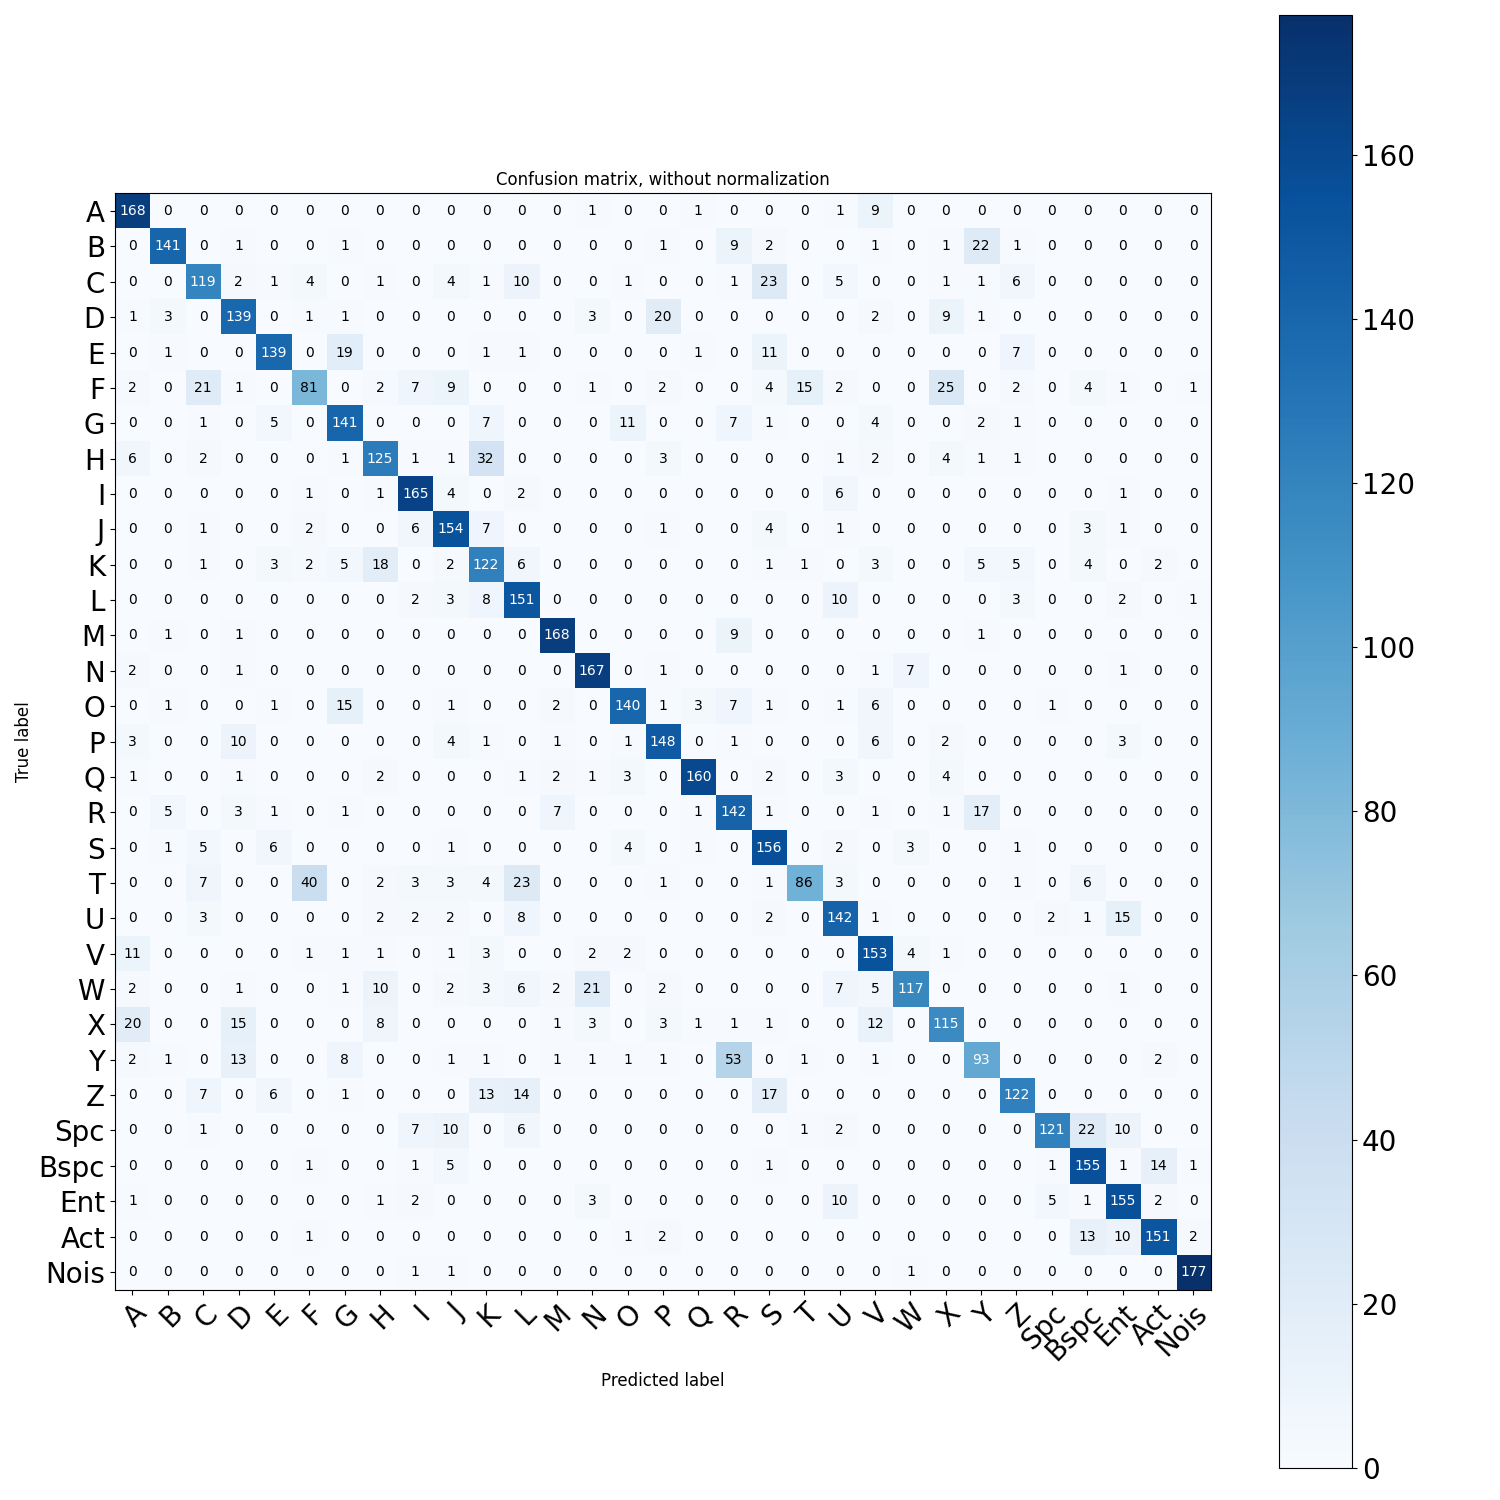 Confusion matrix, without normalization
A 168 0 0 0 0 0 0 0 0 0 0 0 0 1 0 0 1 0 0 0 1 9 0 0 0 0 0 0 0 0 0
B 0 141 0 1 0 0 1 0 0 0 0 0 0 0 0 1 0 9 2 0 0 1 0 1 22 1 0 0 0 0 0
C 0 0 119 2 1 4 0 1 0 4 1 10 0 0 1 0 0 1 23 0 5 0 0 1 1 6 0 0 0 0 0
D 1 3 0 139 0 1 1 0 0 0 0 0 0 3 0 20 0 0 0 0 0 2 0 9 1 0 0 0 0 0 0
E 0 1 0 0 139 0 19 0 0 0 1 1 0 0 0 0 1 0 11 0 0 0 0 0 0 7 0 0 0 0 0
F 2 0 21 1 0 81 0 2 7 9 0 0 0 1 0 2 0 0 4 15 2 0 0 25 0 2 0 4 1 0 1
G 0 0 1 0 5 0 141 0 0 0 7 0 0 0 11 0 0 7 1 0 0 4 0 0 2 1 0 0 0 0 0
H 6 0 2 0 0 0 1 125 1 1 32 0 0 0 0 3 0 0 0 0 1 2 0 4 1 1 0 0 0 0 0
I 0 0 0 0 0 1 0 1 165 4 0 2 0 0 0 0 0 0 0 0 6 0 0 0 0 0 0 0 1 0 0
J 0 0 1 0 0 2 0 0 6 154 7 0 0 0 0 1 0 0 4 0 1 0 0 0 0 0 0 3 1 0 0
K 0 0 1 0 3 2 5 18 0 2 122 6 0 0 0 0 0 0 1 1 0 3 0 0 5 5 0 4 0 2 0
L 0 0 0 0 0 0 0 0 2 3 8 151 0 0 0 0 0 0 0 0 10 0 0 0 0 3 0 0 2 0 1
M 0 1 0 1 0 0 0 0 0 0 0 0 168 0 0 0 0 9 0 0 0 0 0 0 1 0 0 0 0 0 0
N 2 0 0 1 0 0 0 0 0 0 0 0 0 167 0 1 0 0 0 0 0 1 7 0 0 0 0 0 1 0 0
O 0 1 0 0 1 0 15 0 0 1 0 0 2 0 140 1 3 7 1 0 1 6 0 0 0 0 1 0 0 0 0
P 3 0 0 10 0 0 0 0 0 4 1 0 1 0 1 148 0 1 0 0 0 6 0 2 0 0 0 0 3 0 0
Q 1 0 0 1 0 0 0 2 0 0 0 1 2 1 3 0 160 0 2 0 3 0 0 4 0 0 0 0 0 0 0
R 0 5 0 3 1 0 1 0 0 0 0 0 7 0 0 0 1 142 1 0 0 1 0 1 17 0 0 0 0 0 0
S 0 1 5 0 6 0 0 0 0 1 0 0 0 0 4 0 1 0 156 0 2 0 3 0 0 1 0 0 0 0 0
T 0 0 7 0 0 40 0 2 3 3 4 23 0 0 0 1 0 0 1 86 3 0 0 0 0 1 0 6 0 0 0
U 0 0 3 0 0 0 0 2 2 2 0 8 0 0 0 0 0 0 2 0 142 1 0 0 0 0 2 1 15 0 0
V 11 0 0 0 0 1 1 1 0 1 3 0 0 2 2 0 0 0 0 0 0 153 4 1 0 0 0 0 0 0 0
W 2 0 0 1 0 0 1 10 0 2 3 6 2 21 0 2 0 0 0 0 7 5 117 0 0 0 0 0 1 0 0
X 20 0 0 15 0 0 0 8 0 0 0 0 1 3 0 3 1 1 1 0 0 12 0 115 0 0 0 0 0 0 0
Y 2 1 0 13 0 0 8 0 0 1 1 0 1 1 1 1 0 53 0 1 0 1 0 0 93 0 0 0 0 2 0
Z 0 0 7 0 6 0 1 0 0 0 13 14 0 0 0 0 0 0 17 0 0 0 0 0 0 122 0 0 0 0 0
Spc 0 0 1 0 0 0 0 0 7 10 0 6 0 0 0 0 0 0 0 1 2 0 0 0 0 0 121 22 10 0 0
Bspc 0 0 0 0 0 1 0 0 1 5 0 0 0 0 0 0 0 0 1 0 0 0 0 0 0 0 1 155 1 14 1
Ent 1 0 0 0 0 0 0 1 2 0 0 0 0 3 0 0 0 0 0 0 10 0 0 0 0 0 5 1 155 2 0
Act 0 0 0 0 0 1 0 0 0 0 0 0 0 0 1 2 0 0 0 0 0 0 0 0 0 0 0 13 10 151 2
Nois 0 0 0 0 0 0 0 0 1 1 0 0 0 0 0 0 0 0 0 0 0 0 1 0 0 0 0 0 0 0 177
A B C D E F G H I J K L M N O P Q R S T U V W X Y Z Spc Bspc Ent Act Nois
Predicted label
True label
160
140
120
100
80
60
40
20
0